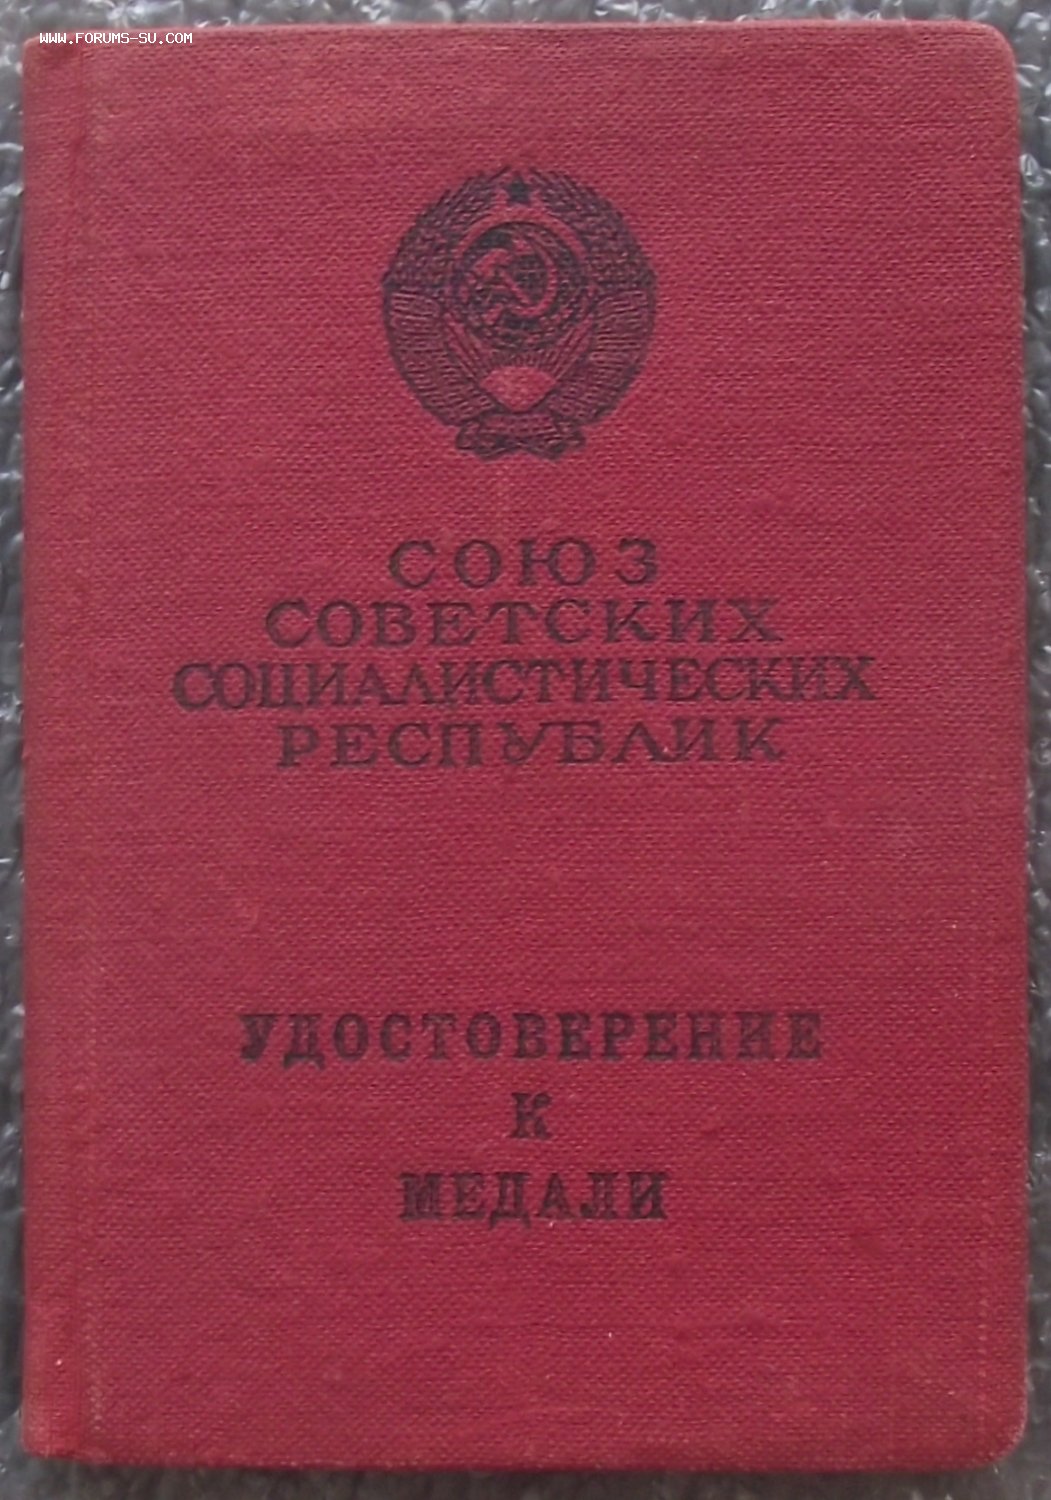 WWW.FORUMS-SU.COM
СОЮЗ
СОВЕТСКИХ
СОЦИАЛИСТИЧЕСКИХ
РЕСПУБЛИК
УДОСТОВЕРЕНИЕ
К
МЕДАЛИ